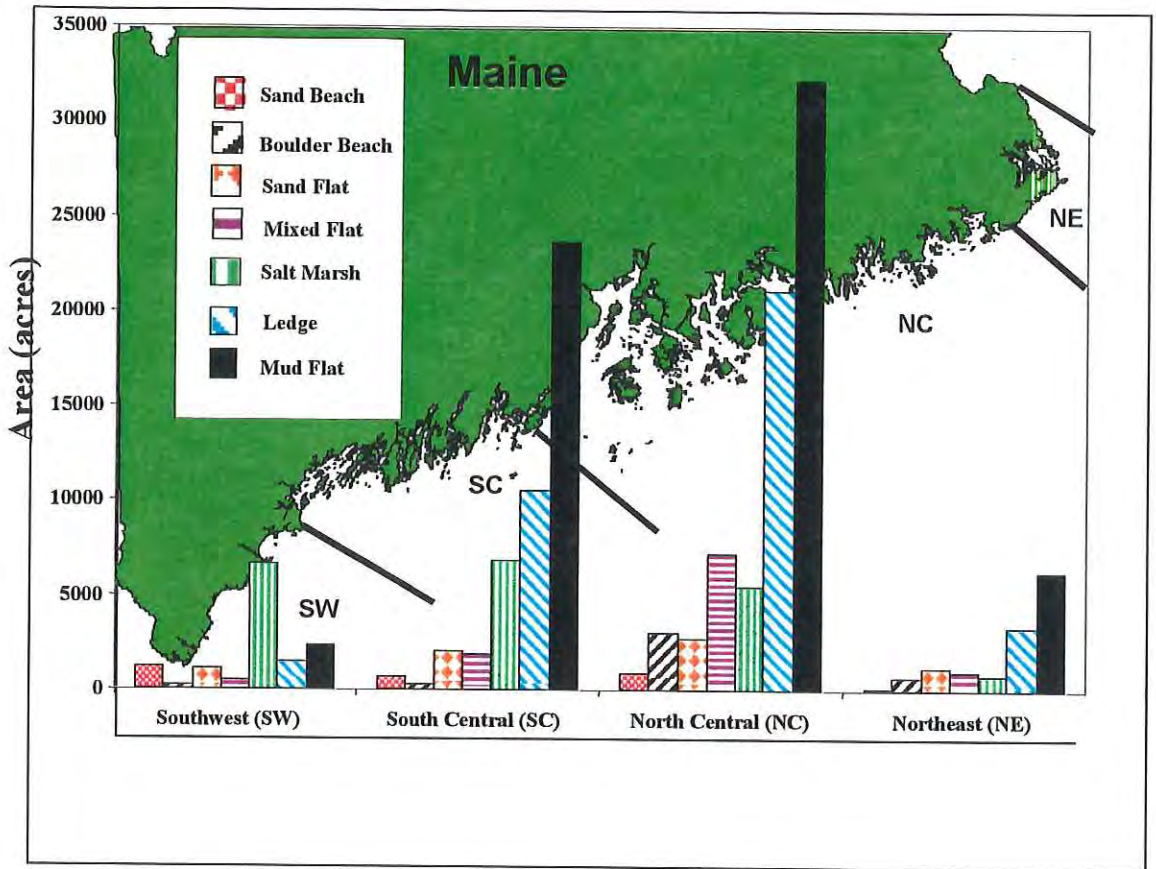 35000
30000
25000
20000
15000
10000
5000
0
Area (acres)
Maine
Sand Beach
Boulder Beach
Sand Flat
Mixed Flat
Salt Marsh
Ledge
Mud Flat
NE
NC
SC
SW
Southwest (SW)
South Central (SC)
North Central (NC)
Northeast (NE)